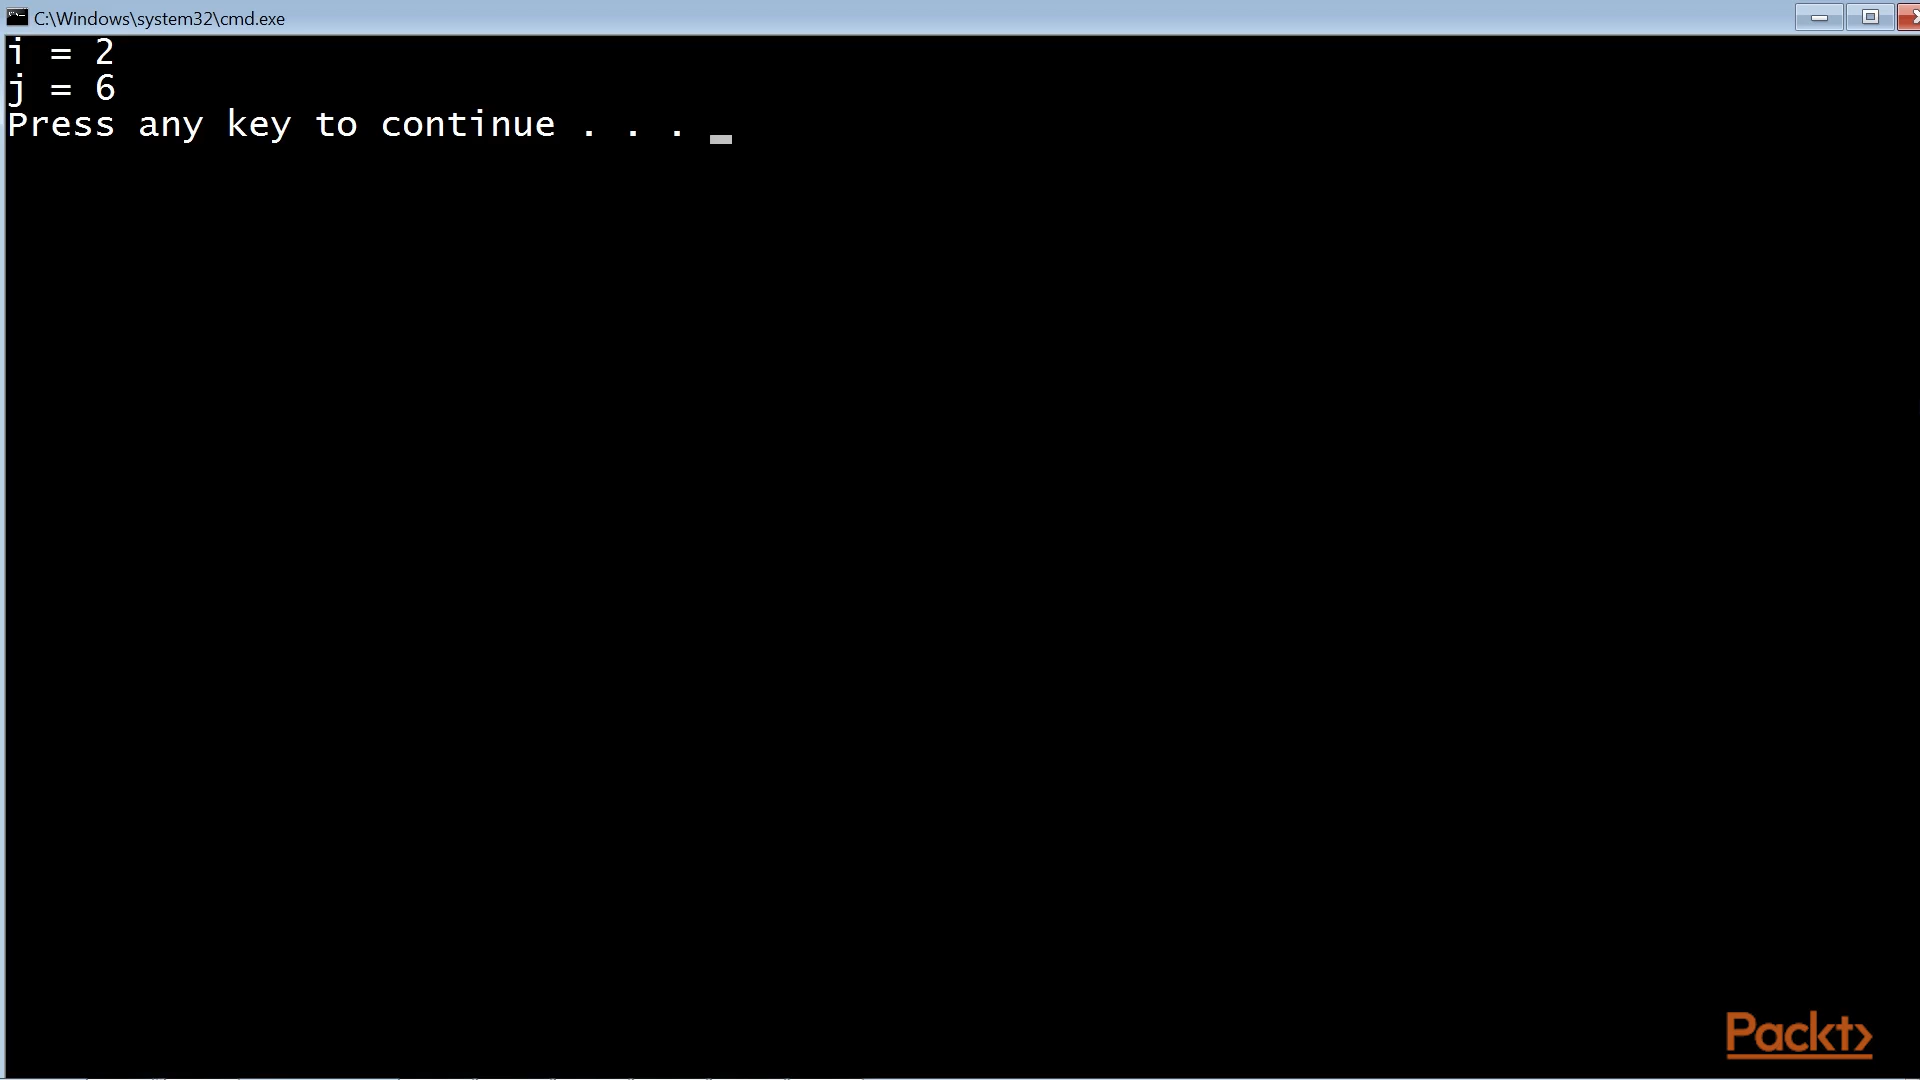 C:\Windows\system32\cmd.exe
i = 2
j = 6
Press any key to continue . . .
Packt>